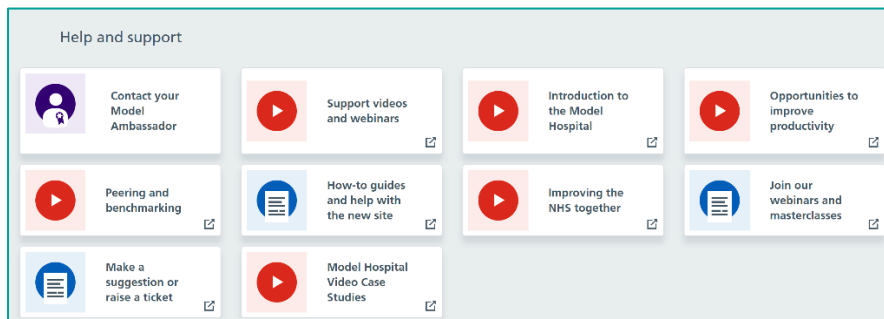 Help and support
Contact your
Model
Ambassador
Support videos
and webinars
Introduction to
the Model
Hospital
Opportunities to
improve
productivity
Peering and
benchmarking
How-to guides
and help with
the new site
Improving the
NHS together
Join our
webinars and
masterclasses
Make a
suggestion or
raise a ticket
Model Hospital
Video Case
Studies